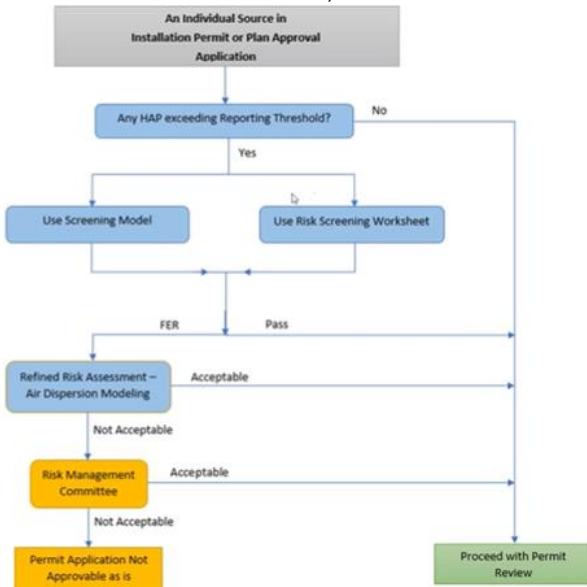 An Individual Source in
Installation Permit or Plan Approval
Application
Any HAP exceeding Reporting Threshold?
No
Yes
Use Screening Model
Use Risk Screening Worksheet
FER
Pass
Refined Risk Assessment –
Air Dispersion Modeling
Acceptable
Not Acceptable
Risk Management
Committee
Acceptable
Not Acceptable
Permit Application Not
Approvable as is
Proceed with Permit
Review